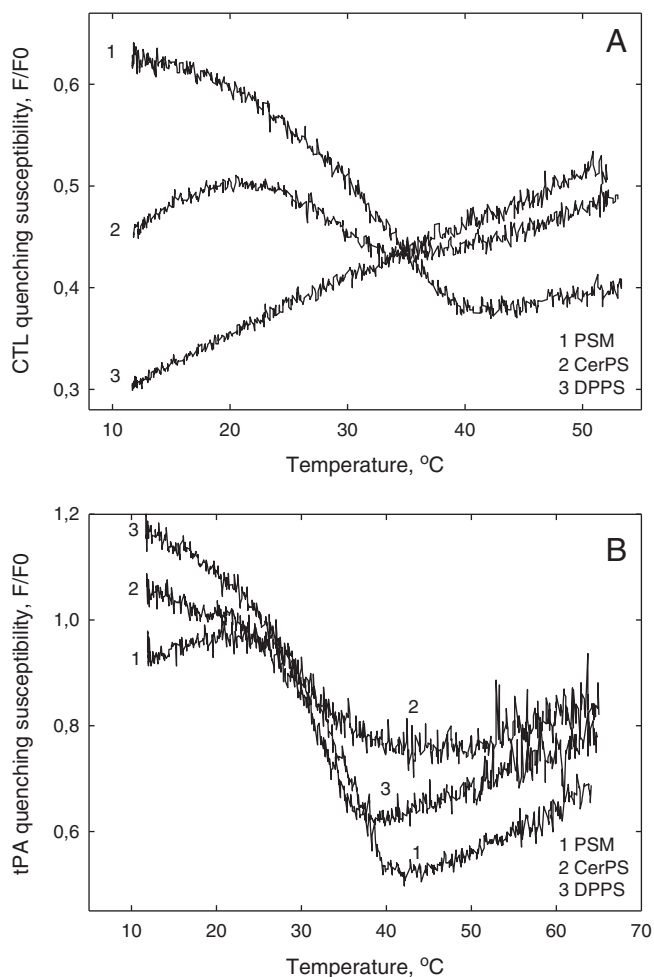 A
CTL quenching susceptibility, F/F0
0,6
0,5
0,4
0,3
1
2
3
1 PSM
2 CerPS
3 DPPS
10 20 30 40 50
Temperature, °C
B
tPA quenching susceptibility, F/F0
1,2
1,0
0,8
0,6
3
2
1
2
3
1
1 PSM
2 CerPS
3 DPPS
10 20 30 40 50 60 70
Temperature, °C